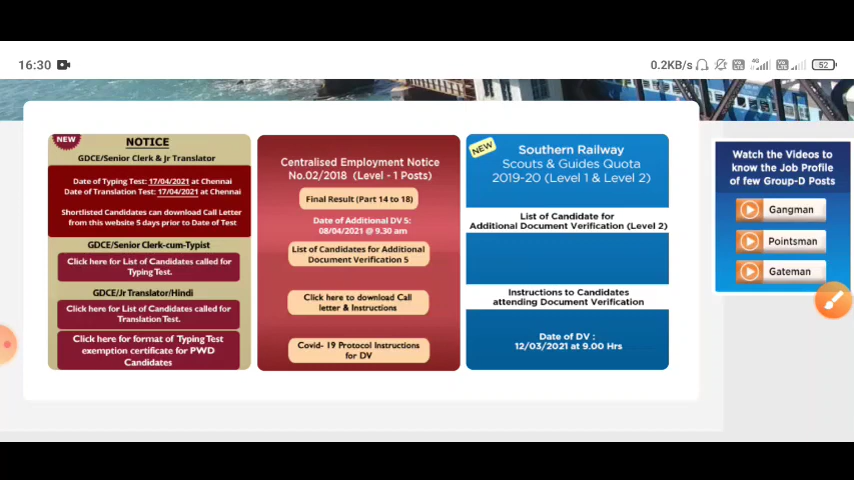 16:30
0.2KB/s
4G
52
NEW
NOTICE
GDCE/Senior Clerk & Jr Translator
Date of Typing Test: 17/04/2021 at Chennai
Date of Translation Test: 17/04/2021 at Chennai
Shortlisted Candidates can download Call Letter
from this website 5 days prior to Date of Test
GDCE/Senior Clerk-cum-Typist
Click here for List of Candidates called for
Typing Test.
GDCE/Jr Translator/Hindi
Click here for List of Candidates called for
Translation Test.
Click here for format of Typing Test
exemption certificate for PWD
Candidates
Centralised Employment Notice
No.02/2018 (Level - 1 Posts)
Final Result (Part 14 to 18)
Date of Additional DV 5:
08/04/2021 @ 9.30 am
List of Candidates for Additional
Document Verification 5
Click here to download Call
letter & Instructions
Covid- 19 Protocol Instructions
for DV
NEW
Southern Railway
Scouts & Guides Quota
2019-20 (Level 1 & Level 2)
List of Candidate for
Additional Document Verification (Level 2)
Instructions to Candidates
attending Document Verification
Date of DV :
12/03/2021 at 9.00 Hrs
Watch the Videos to
know the Job Profile
of few Group-D Posts
Gangman
Pointsman
Gateman